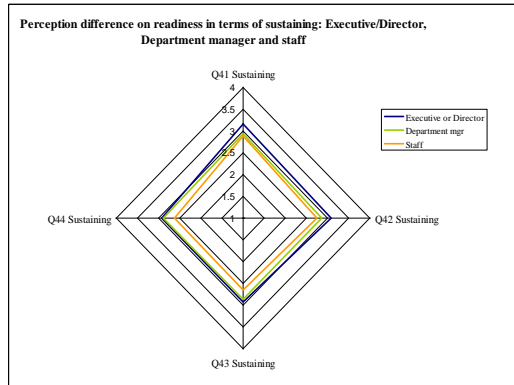 Perception difference on readiness in terms of sustaining: Executive/Director,
Department manager and staff
Q41 Sustaining
4
3.5
3
2.5
2
1.5
1
Executive or Director
Department mgr
Staff
Q44 Sustaining
Q42 Sustaining
Q43 Sustaining